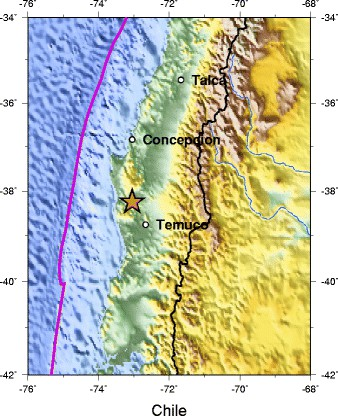 -76° -74° -72° -70° -68°
-34° -34°
Talca
-36° -36°
Concepcion
-38° -38°
Temuco
-40° -40°
-42° -42°
-76° -74° -72° -70° -68°
Chile